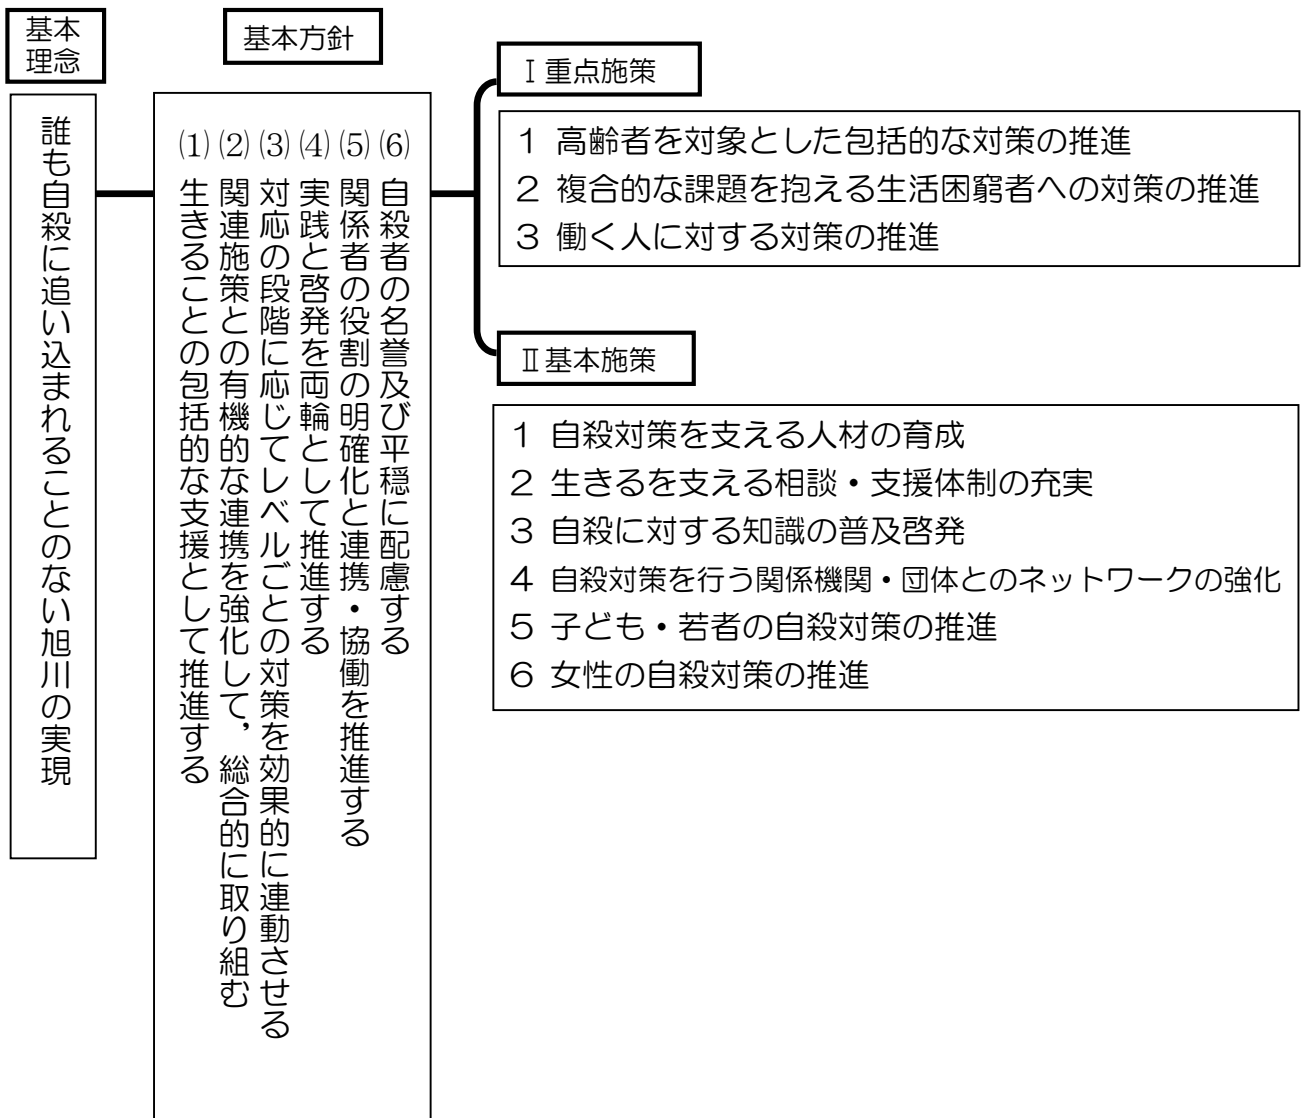 基本
理念
誰も自殺に追い込まれることのない旭川の実現
基本方針
⑴ 生きることの包括的な支援として推進する
⑵ 関連施策との有機的な連携を強化して，総合的に取り組む
⑶ 対応の段階に応じてレベルごとの対策を効果的に連動させる
⑷ 実践と啓発を両輪として推進する
⑸ 関係者の役割の明確化と連携・協働を推進する
⑹ 自殺者の名誉及び平穏に配慮する
Ⅰ重点施策
１ 高齢者を対象とした包括的な対策の推進
２ 複合的な課題を抱える生活困窮者への対策の推進
３ 働く人に対する対策の推進
Ⅱ基本施策
１ 自殺対策を支える人材の育成
２ 生きるを支える相談・支援体制の充実
３ 自殺に対する知識の普及啓発
４ 自殺対策を行う関係機関・団体とのネットワークの強化
５ 子ども・若者の自殺対策の推進
６ 女性の自殺対策の推進